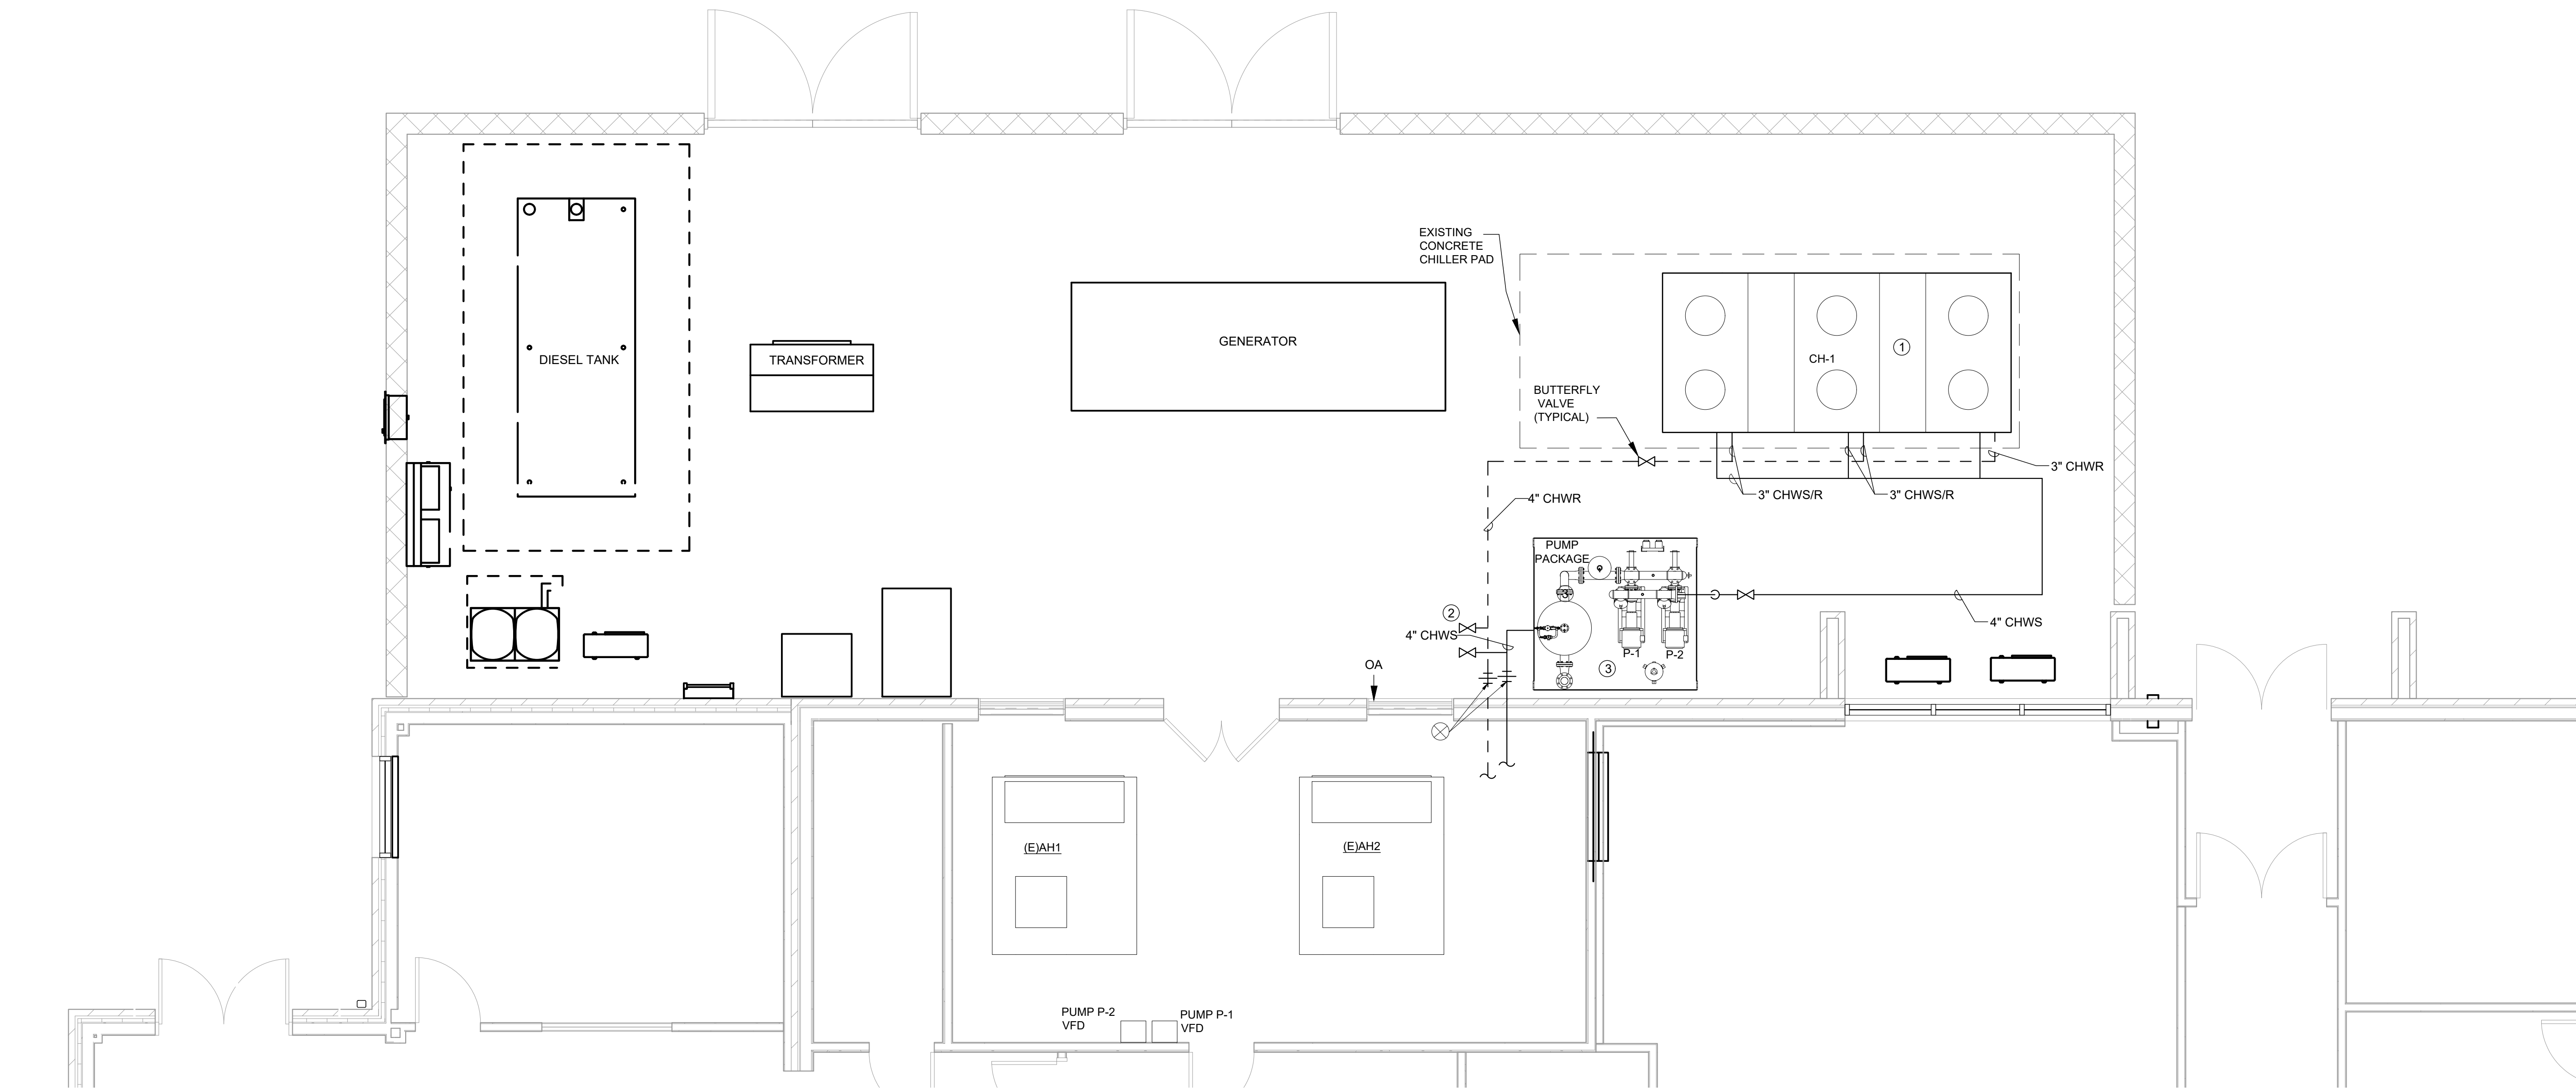 EXISTING
CONCRETE
CHILLER PAD
GENERATOR
1
CH-1
DIESEL TANK
TRANSFORMER
BUTTERFLY
VALVE
(TYPICAL)
3" CHWR
3" CHWS/R
3" CHWS/R
4" CHWR
PUMP
PACKAGE
3
2
4" CHWS
4" CHWS
P-1
P-2
3
OA
(E)AH1
(E)AH2
PUMP P-2
VFD
PUMP P-1
VFD